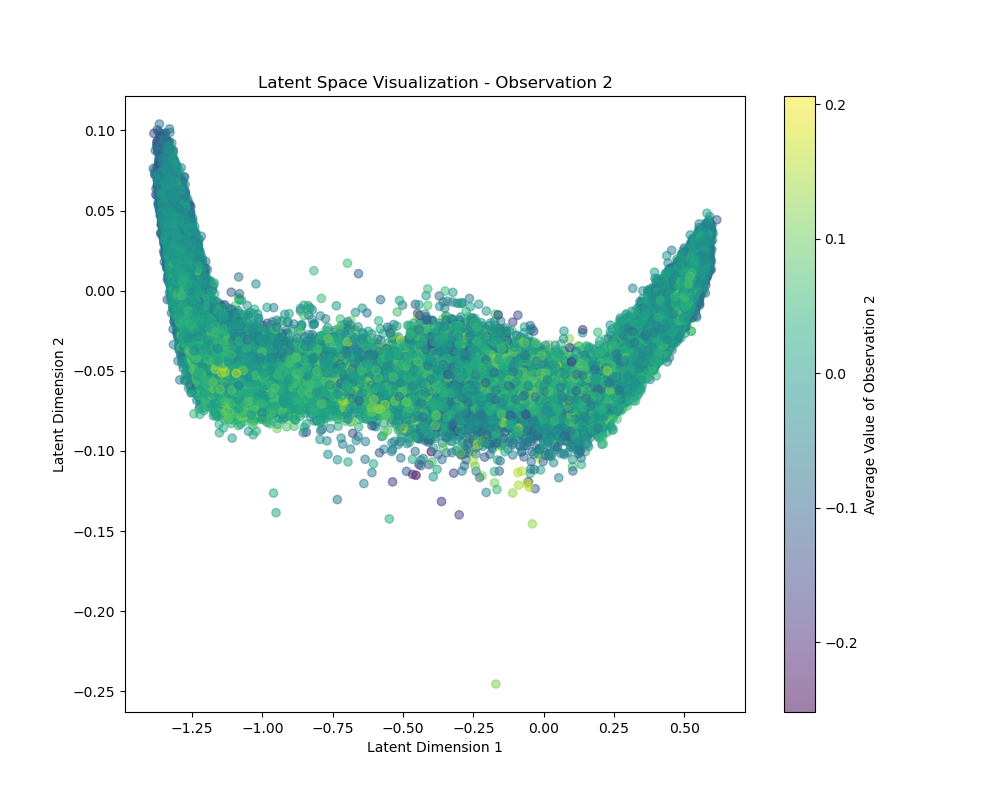 Latent Space Visualization - Observation 2
0.10
0.05
0.00
−0.05
−0.10
−0.15
−0.20
−0.25
Latent Dimension 2
−1.25 −1.00 −0.75 −0.50 −0.25 0.00 0.25 0.50
Latent Dimension 1
0.2
0.1
0.0
−0.1
−0.2
Average Value of Observation 2